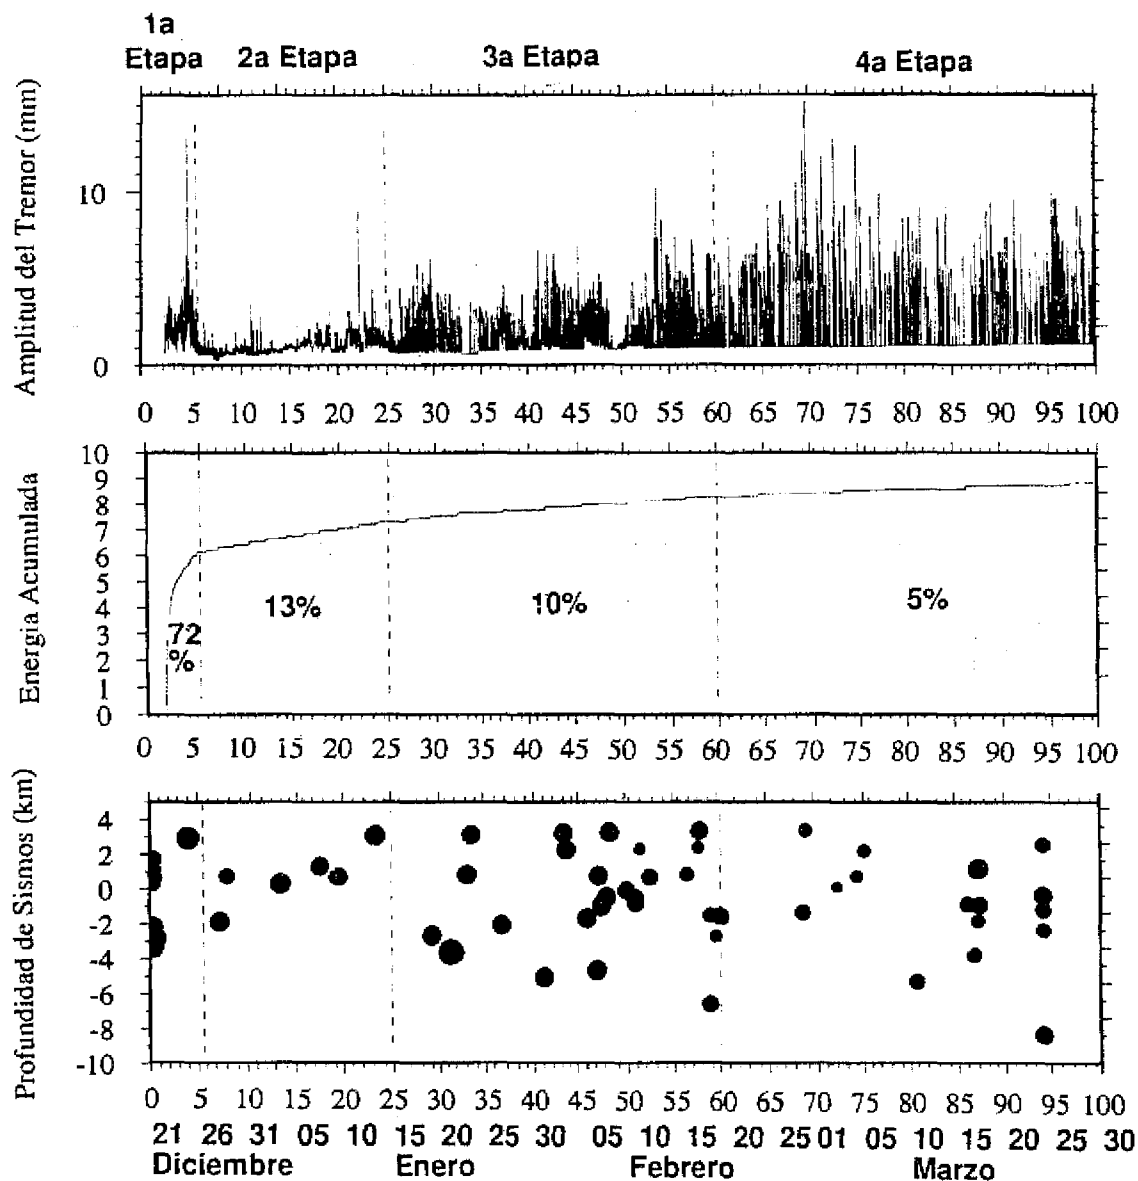 1a
Etapa 2a Etapa 3a Etapa 4a Etapa
Amplitud del Tremor (mm)
10
0
0 5 10 15 20 25 30 35 40 45 50 55 60 65 70 75 80 85 90 95 100
Energia Acumulada
10
9
8
7
6
5
4
3
2
1
0
72
%
13%
10%
5%
0 5 10 15 20 25 30 35 40 45 50 55 60 65 70 75 80 85 90 95 100
Profundidad de Sismos (km)
4
2
0
-2
-4
-6
-8
-10
0 5 10 15 20 25 30 35 40 45 50 55 60 65 70 75 80 85 90 95 100
21 26 31 05 10 15 20 25 30 05 10 15 20 25 01 05 10 15 20 25 30
Diciembre Enero Febrero Marzo